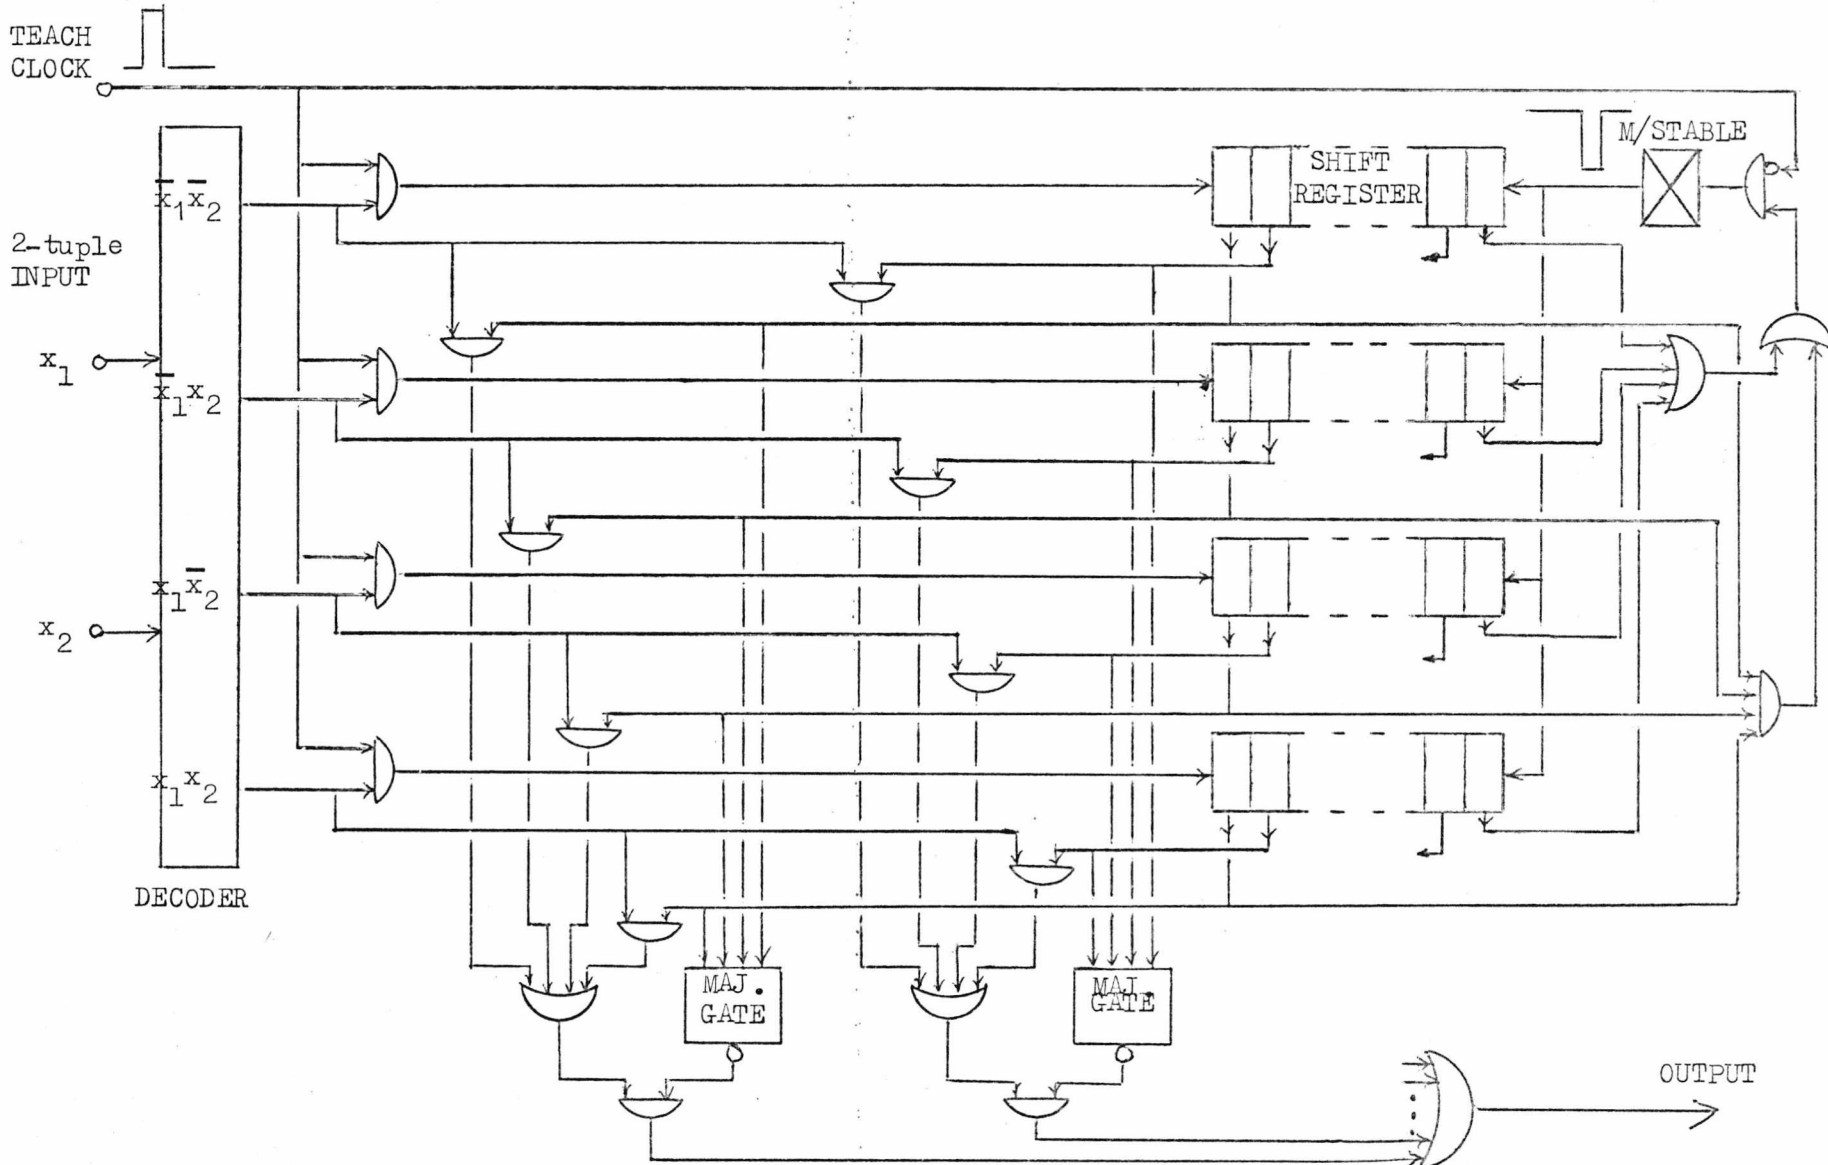 TEACH
CLOCK
M/STABLE
SHIFT
REGISTER
x̅₁x̅₂
2-tuple
INPUT
x₁
x̅₁x₂
x₁x̅₂
x₂
x₁x₂
DECODER
MAJ.
GATE
MAJ.
GATE
OUTPUT